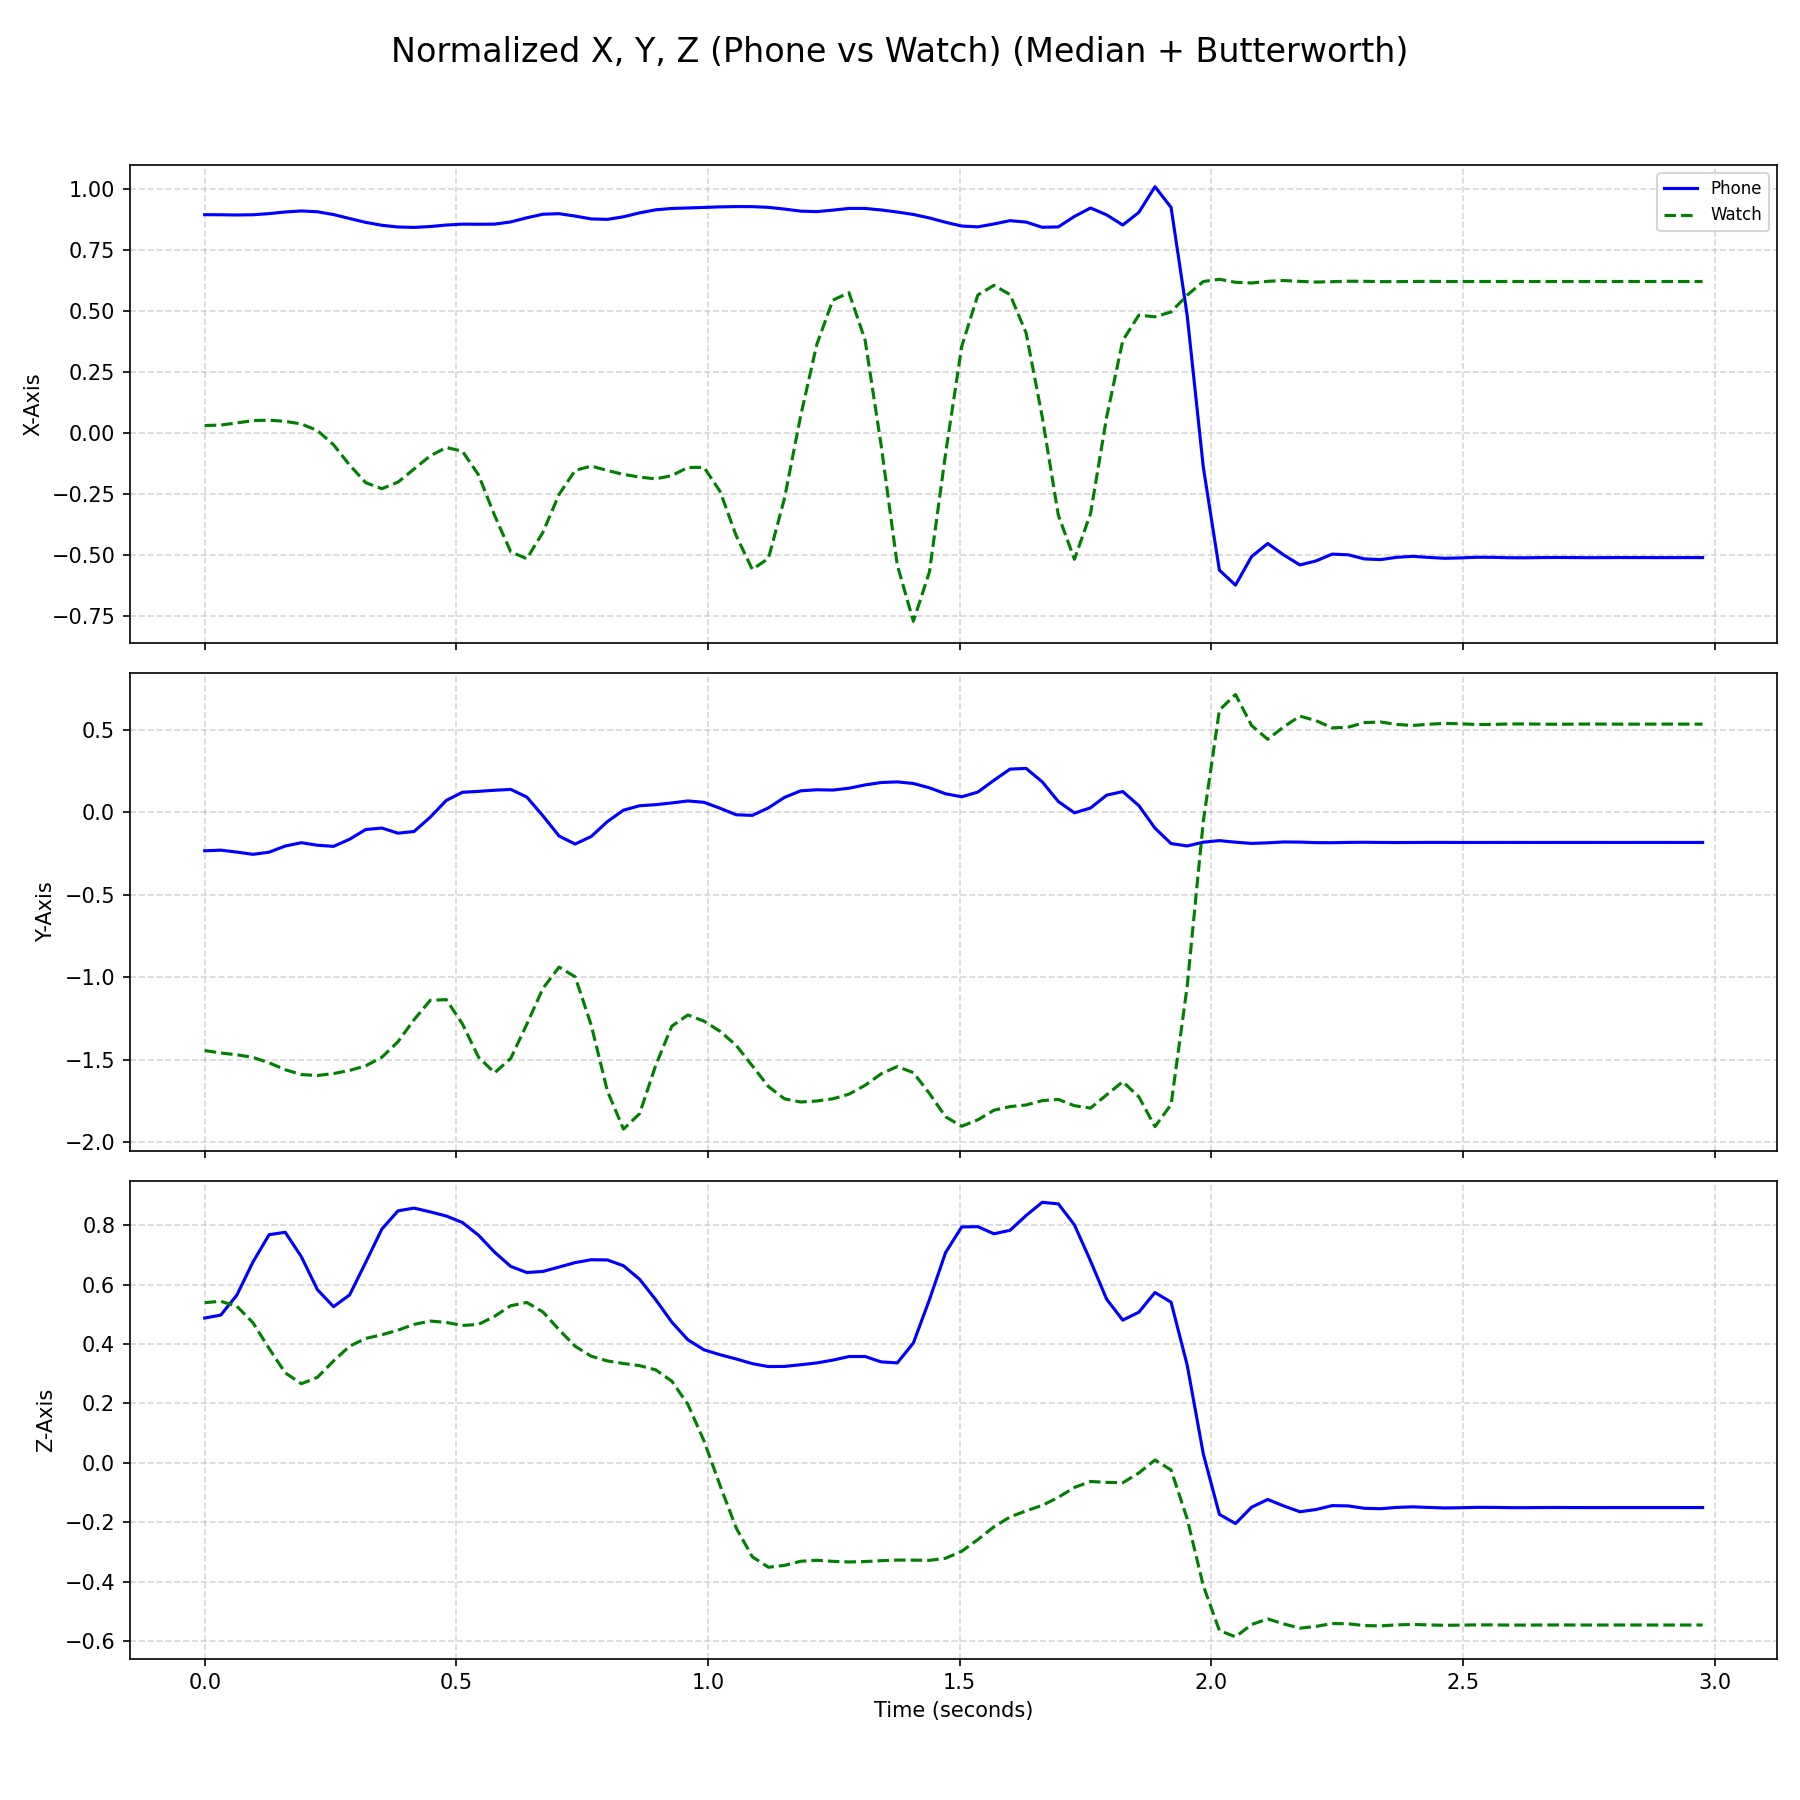 Normalized X, Y, Z (Phone vs Watch) (Median + Butterworth)
Phone
Watch
X-Axis
1.00
0.75
0.50
0.25
0.00
−0.25
−0.50
−0.75
Y-Axis
0.5
0.0
−0.5
−1.0
−1.5
−2.0
Z-Axis
0.8
0.6
0.4
0.2
0.0
−0.2
−0.4
−0.6
0.0 0.5 1.0 1.5 2.0 2.5 3.0
Time (seconds)